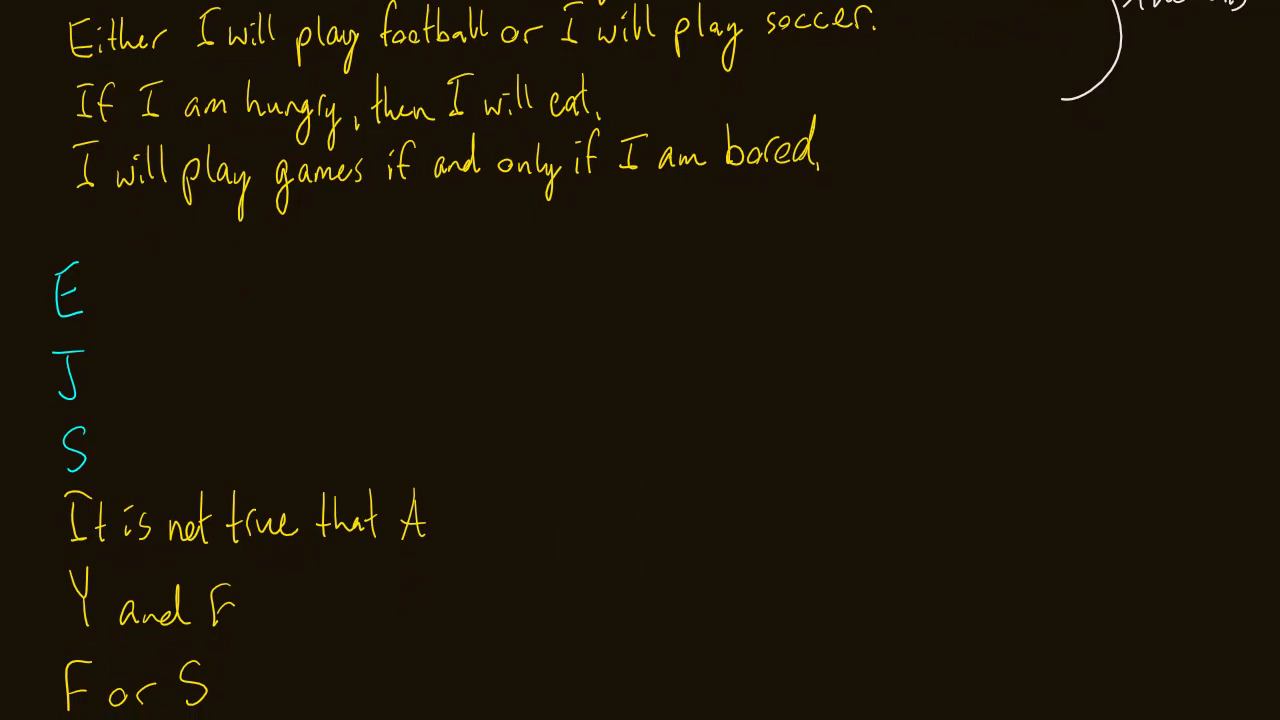 Either I will play football or I will play soccer.
If I am hungry, then I will eat.
I will play games if and only if I am bored.
E
J
S
It is not true that A
Y and F
F or S